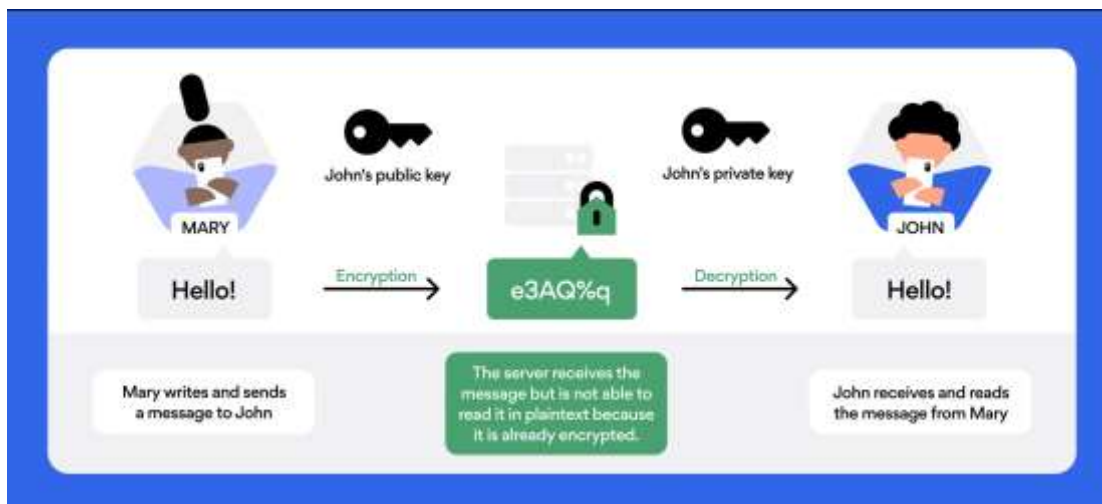 John's public key
John's private key
MARY
JOHN
Hello!
Encryption
e3AQ%q
Decryption
Hello!
Mary writes and sends
a message to John
The server receives the
message but is not able to
read it in plaintext because
it is already encrypted.
John receives and reads
the message from Mary